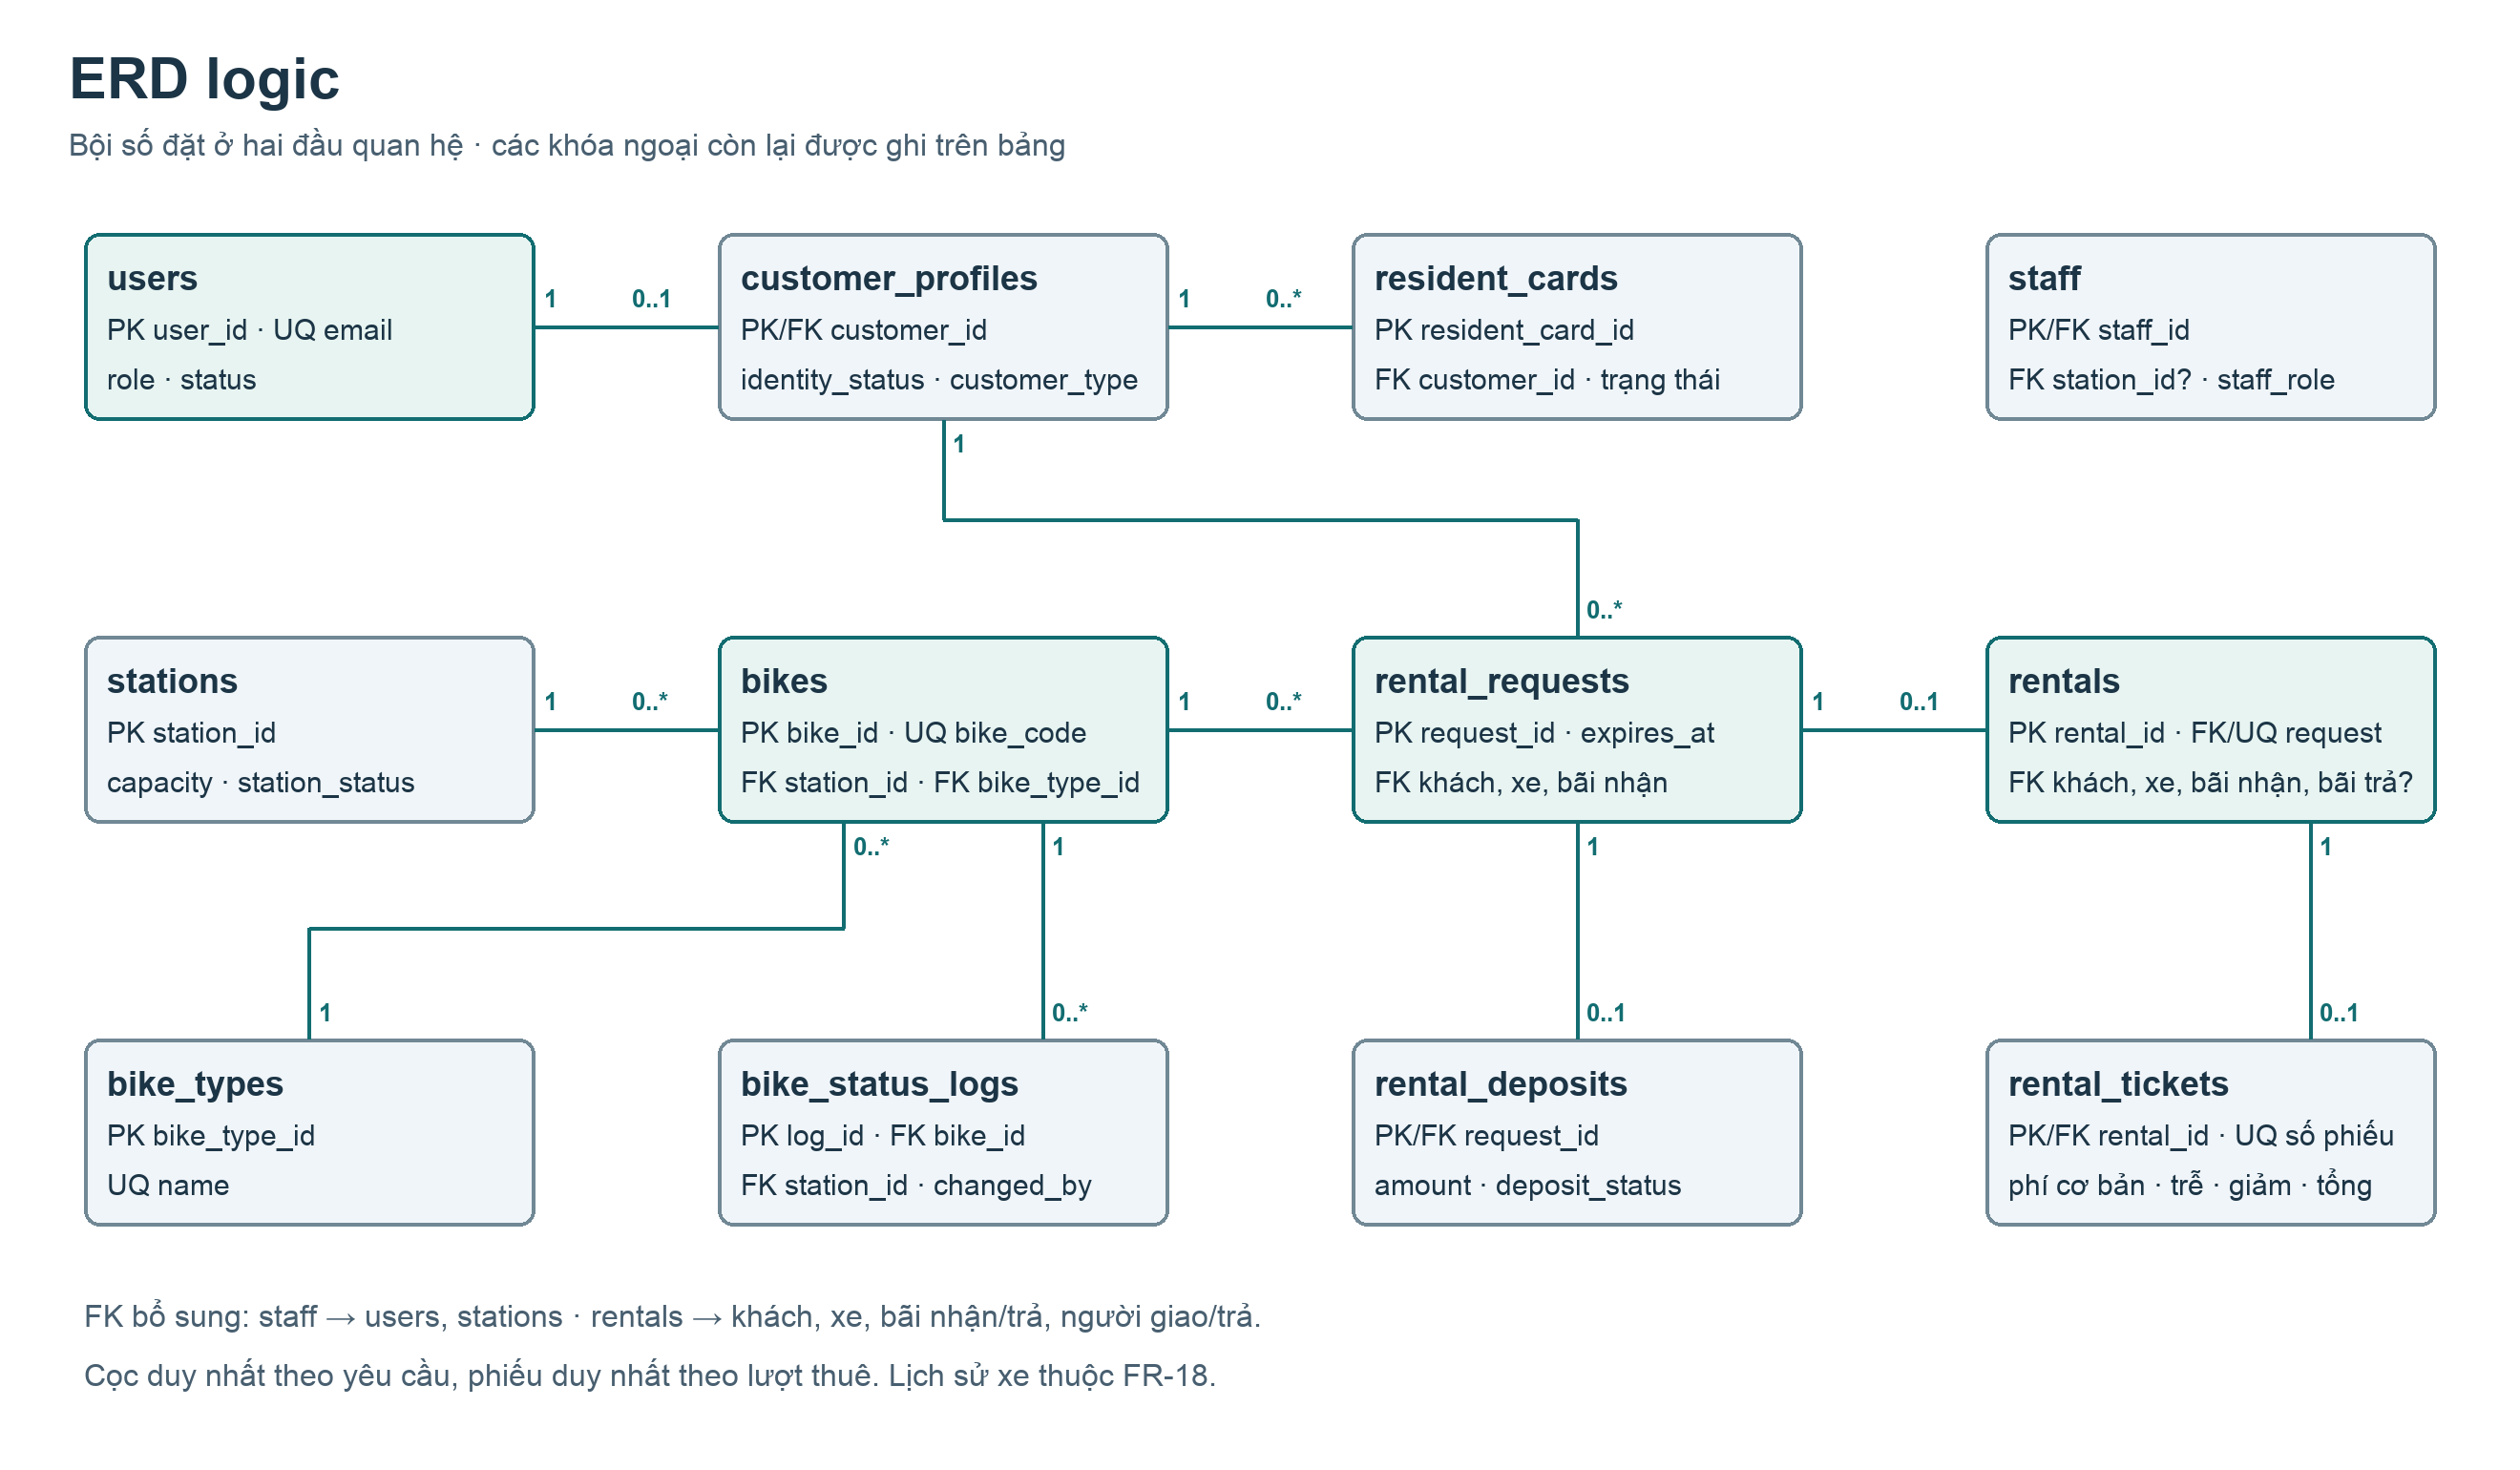 ERD logic
Bội số đặt ở hai đầu quan hệ · các khóa ngoại còn lại được ghi trên bảng
users
PK user_id · UQ email
role · status
1
0..1
customer_profiles
PK/FK customer_id
identity_status · customer_type
1
0..*
resident_cards
PK resident_card_id
FK customer_id · trạng thái
staff
PK/FK staff_id
FK station_id? · staff_role
1
0..*
stations
PK station_id
capacity · station_status
1
0..*
bikes
PK bike_id · UQ bike_code
FK station_id · FK bike_type_id
1
0..*
rental_requests
PK request_id · expires_at
FK khách, xe, bãi nhận
1
0..1
rentals
PK rental_id · FK/UQ request
FK khách, xe, bãi nhận, bãi trả?
0..*
1
1
1
1
0..*
0..1
0..1
bike_types
PK bike_type_id
UQ name
bike_status_logs
PK log_id · FK bike_id
FK station_id · changed_by
rental_deposits
PK/FK request_id
amount · deposit_status
rental_tickets
PK/FK rental_id · UQ số phiếu
phí cơ bản · trễ · giảm · tổng
FK bổ sung: staff → users, stations · rentals → khách, xe, bãi nhận/trả, người giao/trả.
Cọc duy nhất theo yêu cầu, phiếu duy nhất theo lượt thuê. Lịch sử xe thuộc FR-18.